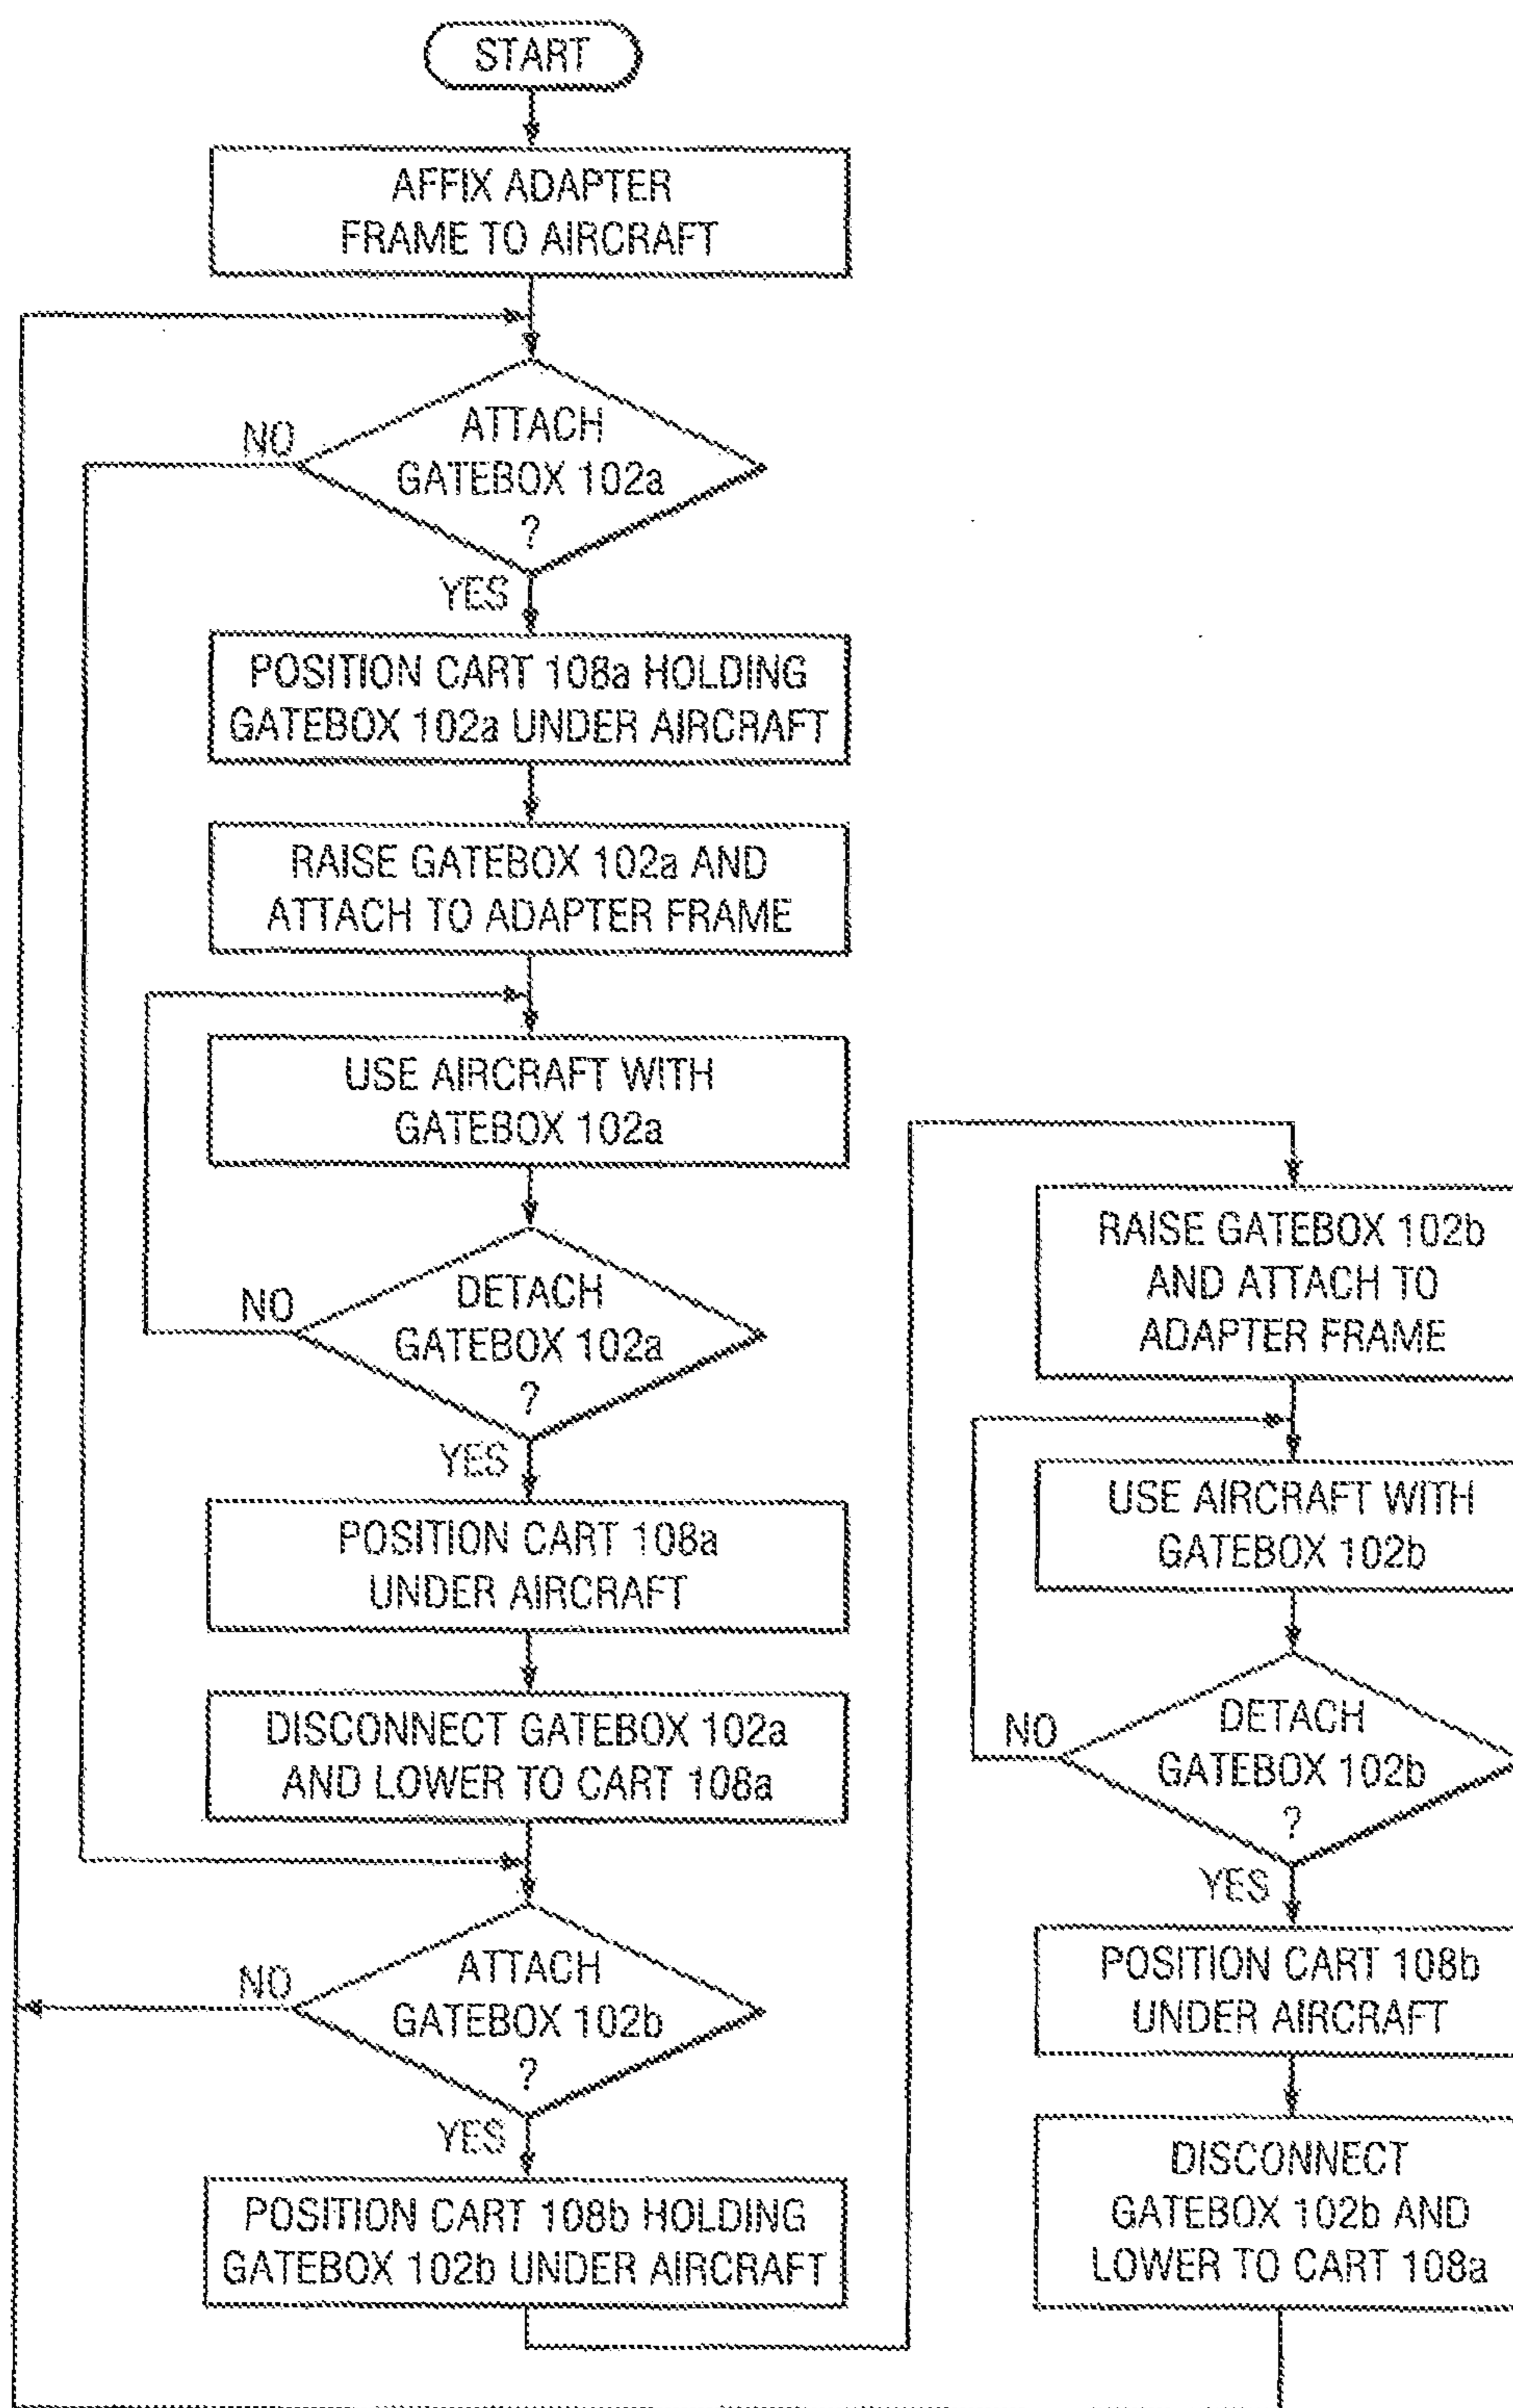 START
AFFIX ADAPTER
FRAME TO AIRCRAFT
ATTACH
GATEBOX 102a
?
NO
YES
POSITION CART 108a HOLDING
GATEBOX 102a UNDER AIRCRAFT
RAISE GATEBOX 102a AND
ATTACH TO ADAPTER FRAME
USE AIRCRAFT WITH
GATEBOX 102a
DETACH
GATEBOX 102a
?
NO
YES
POSITION CART 108a
UNDER AIRCRAFT
DISCONNECT GATEBOX 102a
AND LOWER TO CART 108a
ATTACH
GATEBOX 102b
?
NO
YES
POSITION CART 108b HOLDING
GATEBOX 102b UNDER AIRCRAFT
RAISE GATEBOX 102b
AND ATTACH TO
ADAPTER FRAME
USE AIRCRAFT WITH
GATEBOX 102b
DETACH
GATEBOX 102b
?
NO
YES
POSITION CART 108b
UNDER AIRCRAFT
DISCONNECT
GATEBOX 102b AND
LOWER TO CART 108a